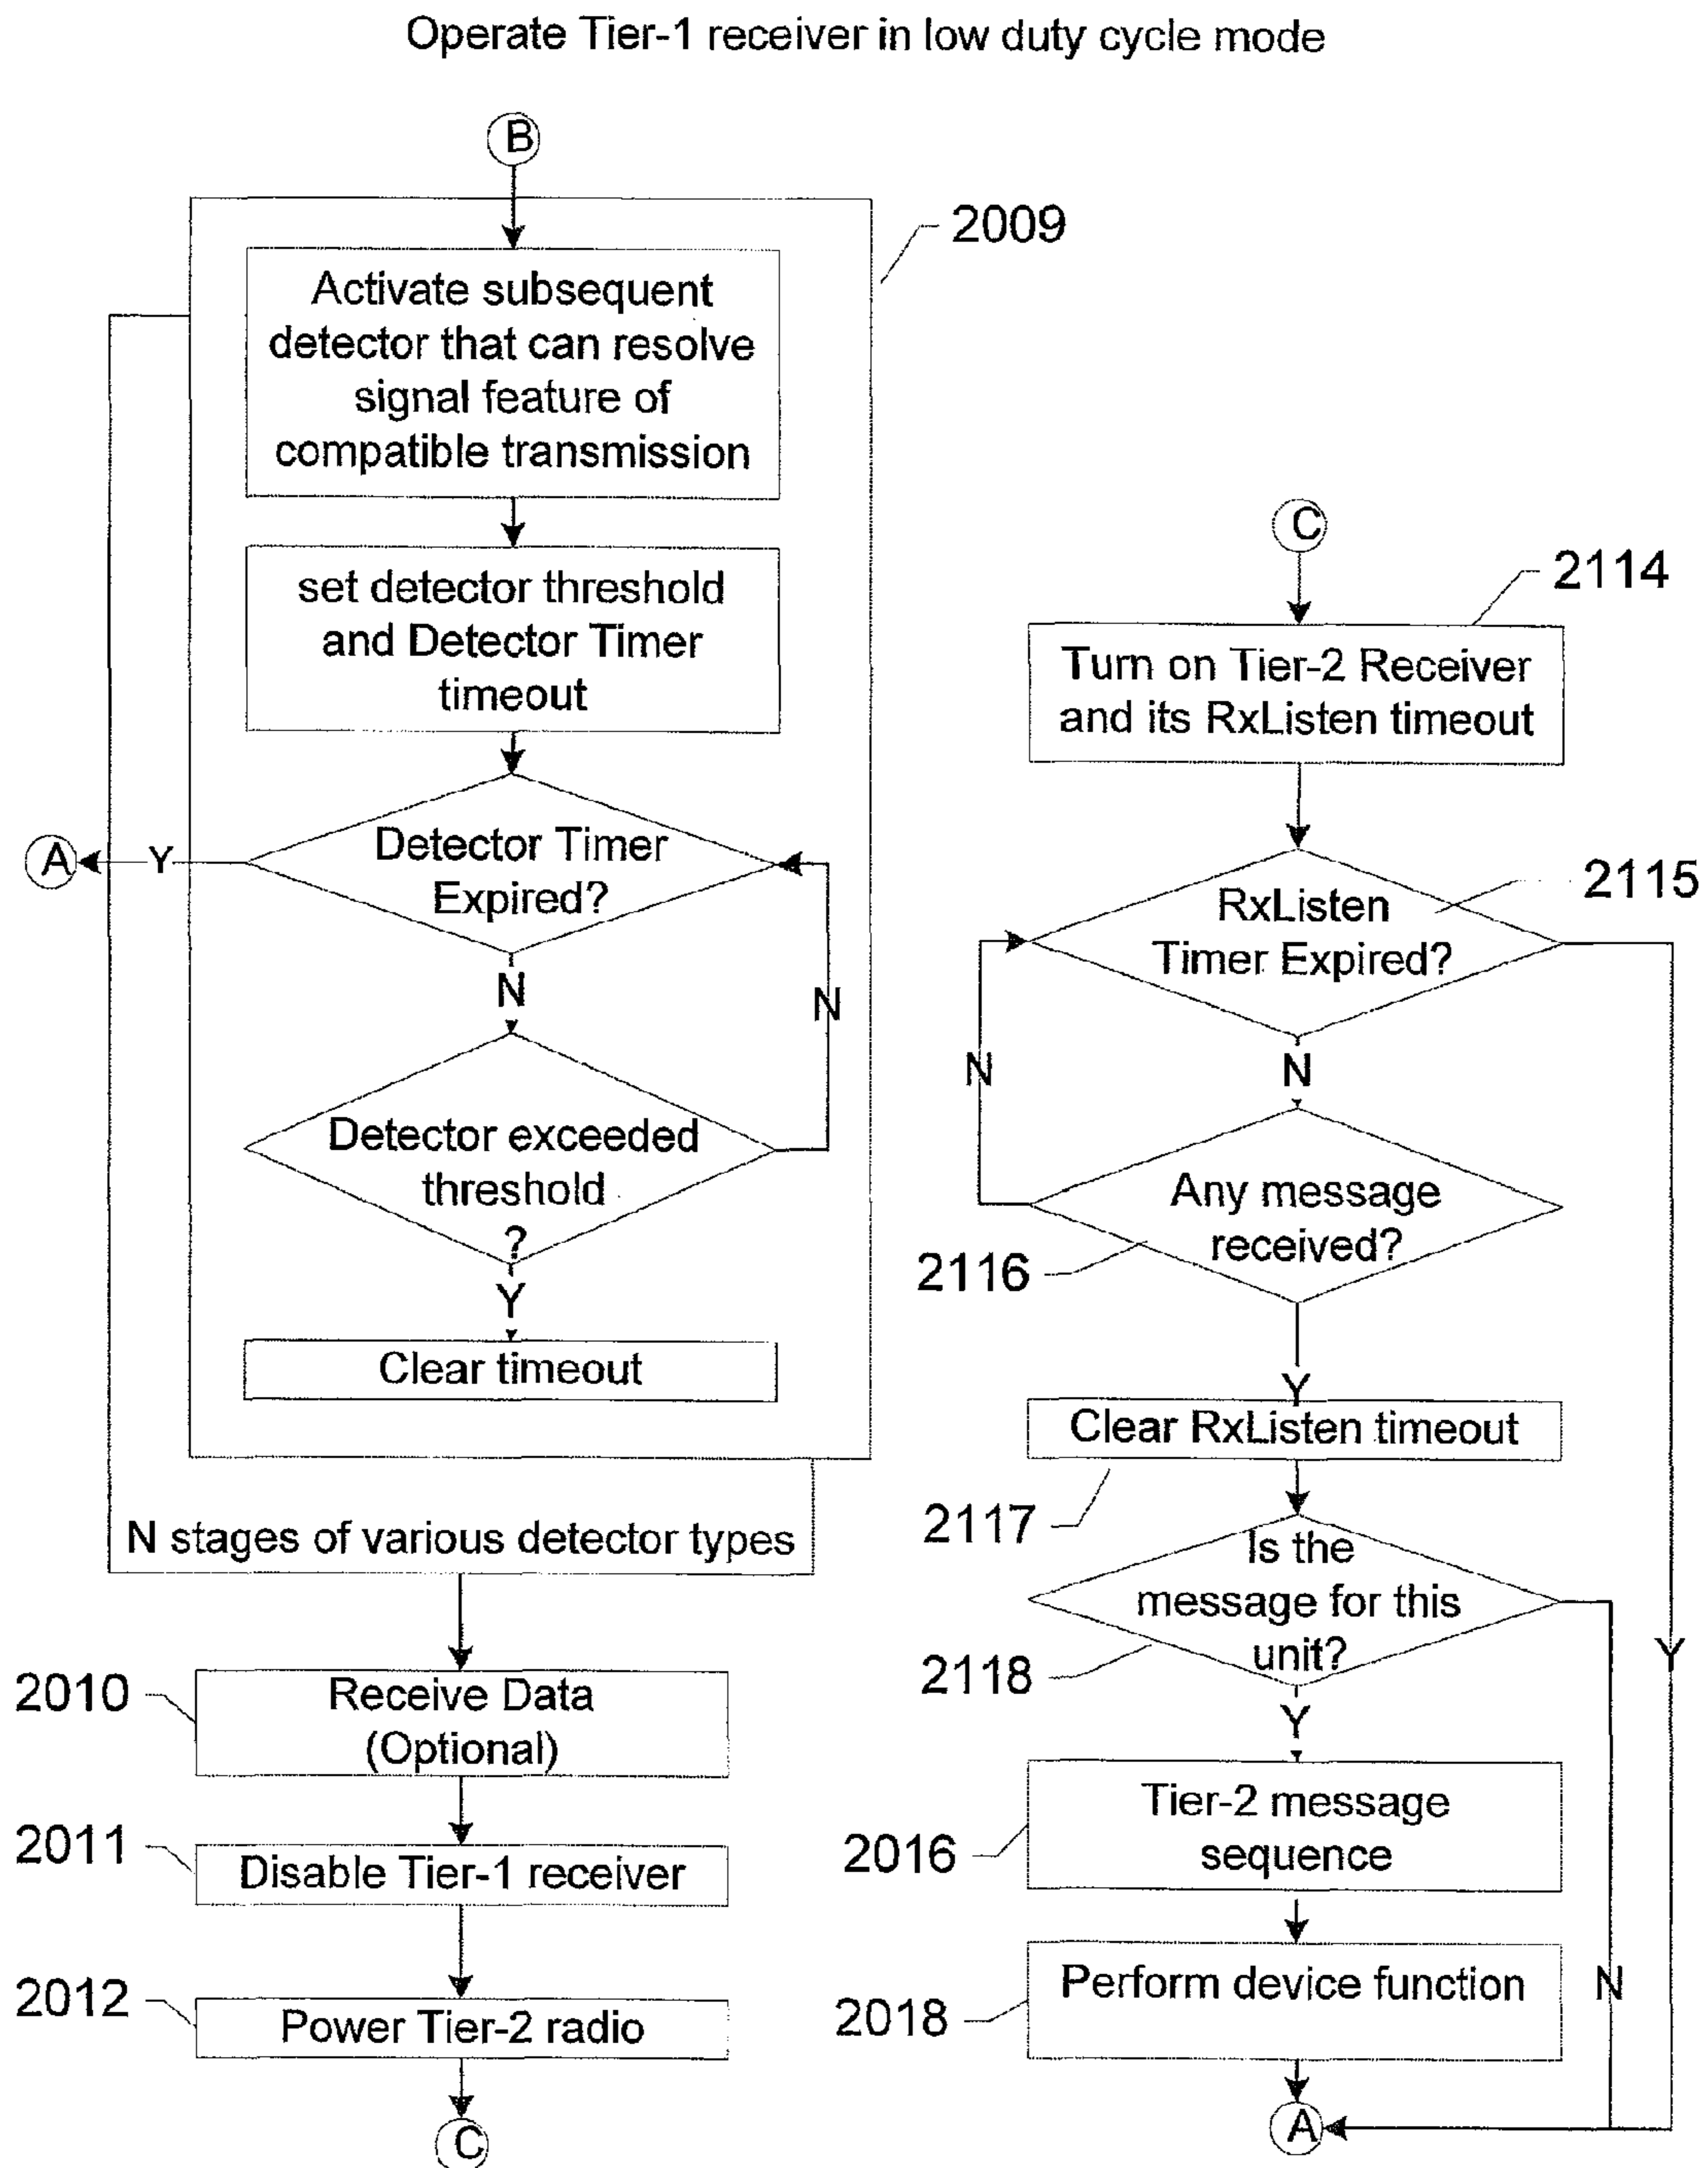 Operate Tier-1 receiver in low duty cycle mode
B
2009
Activate subsequent
detector that can resolve
signal feature of
compatible transmission
set detector threshold
and Detector Timer
timeout
Detector Timer
Expired?
Y
A
N
N
Detector exceeded
threshold
?
Y
Clear timeout
N stages of various detector types
2010
Receive Data
(Optional)
2011
Disable Tier-1 receiver
2012
Power Tier-2 radio
C
C
2114
Turn on Tier-2 Receiver
and its RxListen timeout
2115
RxListen
Timer Expired?
N
N
Any message
received?
2116
Y
Clear RxListen timeout
2117
Is the
message for this
unit?
2118
Y
Y
Tier-2 message
sequence
2016
Perform device function
2018
N
A